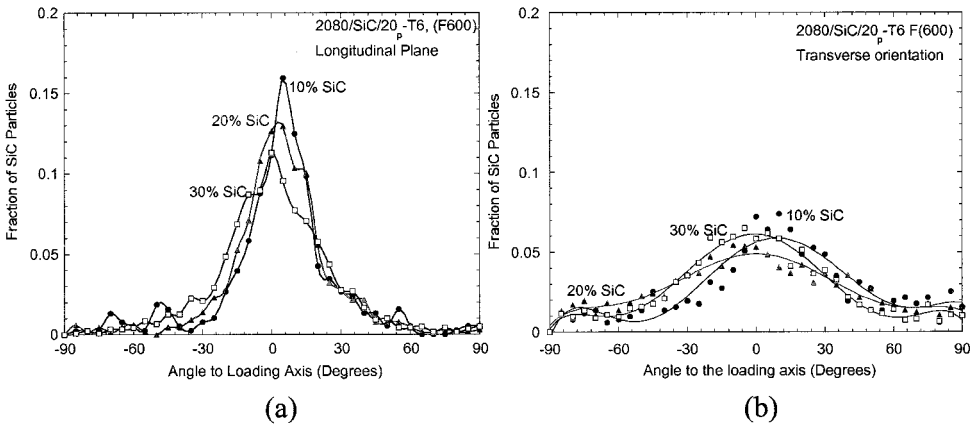 2080/SiC/20p-T6, (F600)
Longitudinal Plane
10% SiC
20% SiC
30% SiC
Fraction of SiC Particles
0.2
0.15
0.1
0.05
0
-90 -60 -30 0 30 60 90
Angle to Loading Axis (Degrees)
(a)
2080/SiC/20p-T6 F(600)
Transverse orientation
30% SiC
10% SiC
20% SiC
Fraction of SiC Particles
0.2
0.15
0.1
0.05
0
-90 -60 -30 0 30 60 90
Angle to the loading axis (Degrees)
(b)